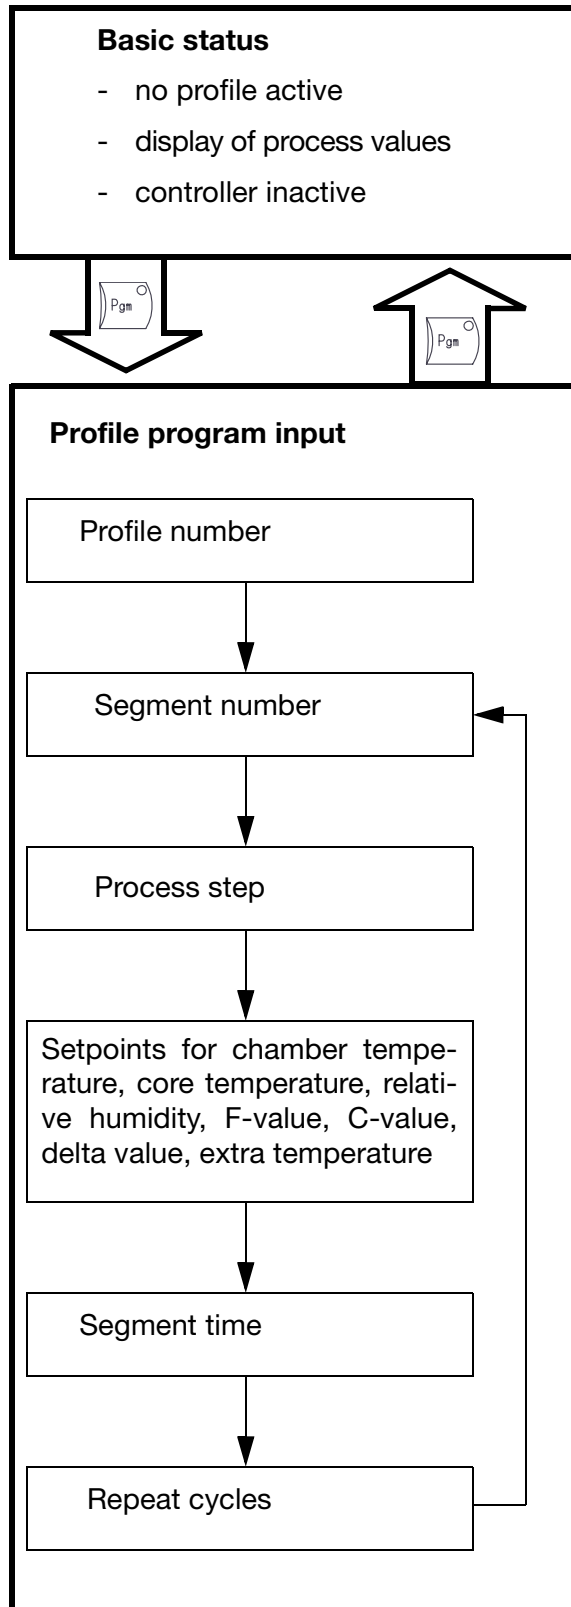 Basic status
- no profile active
- display of process values
- controller inactive
Pgm
Pgm
Profile program input
Profile number
Segment number
Process step
Setpoints for chamber tempe-
rature, core temperature, relati-
ve humidity, F-value, C-value,
delta value, extra temperature
Segment time
Repeat cycles